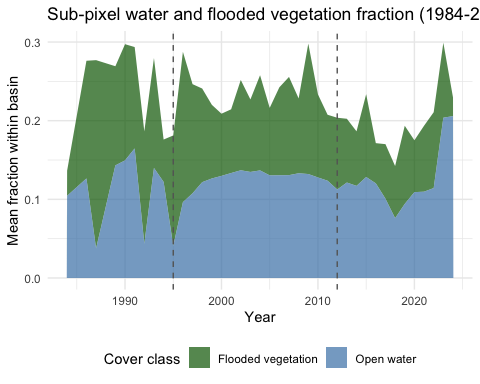 Sub-pixel water and flooded vegetation fraction (1984-2
Mean fraction within basin
0.3
0.2
0.1
0.0
1990 2000 2010 2020
Year
Cover class Flooded vegetation Open water